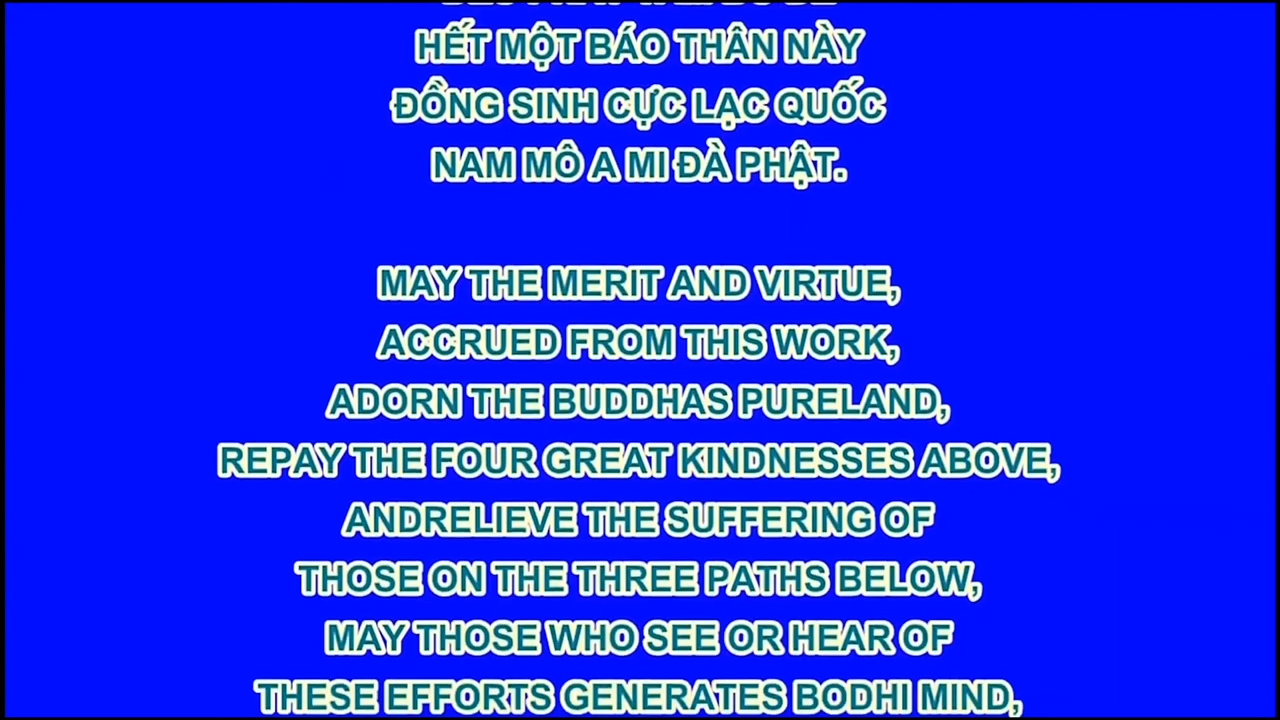 HẾT MỘT BÁO THÂN NÀY
ĐỒNG SINH CỰC LẠC QUỐC
NAM MÔ A MI ĐÀ PHẬT.
MAY THE MERIT AND VIRTUE,
ACCRUED FROM THIS WORK,
ADORN THE BUDDHAS PURELAND,
REPAY THE FOUR GREAT KINDNESSES ABOVE,
ANDRELIEVE THE SUFFERING OF
THOSE ON THE THREE PATHS BELOW,
MAY THOSE WHO SEE OR HEAR OF
THESE EFFORTS GENERATES BODHI MIND,